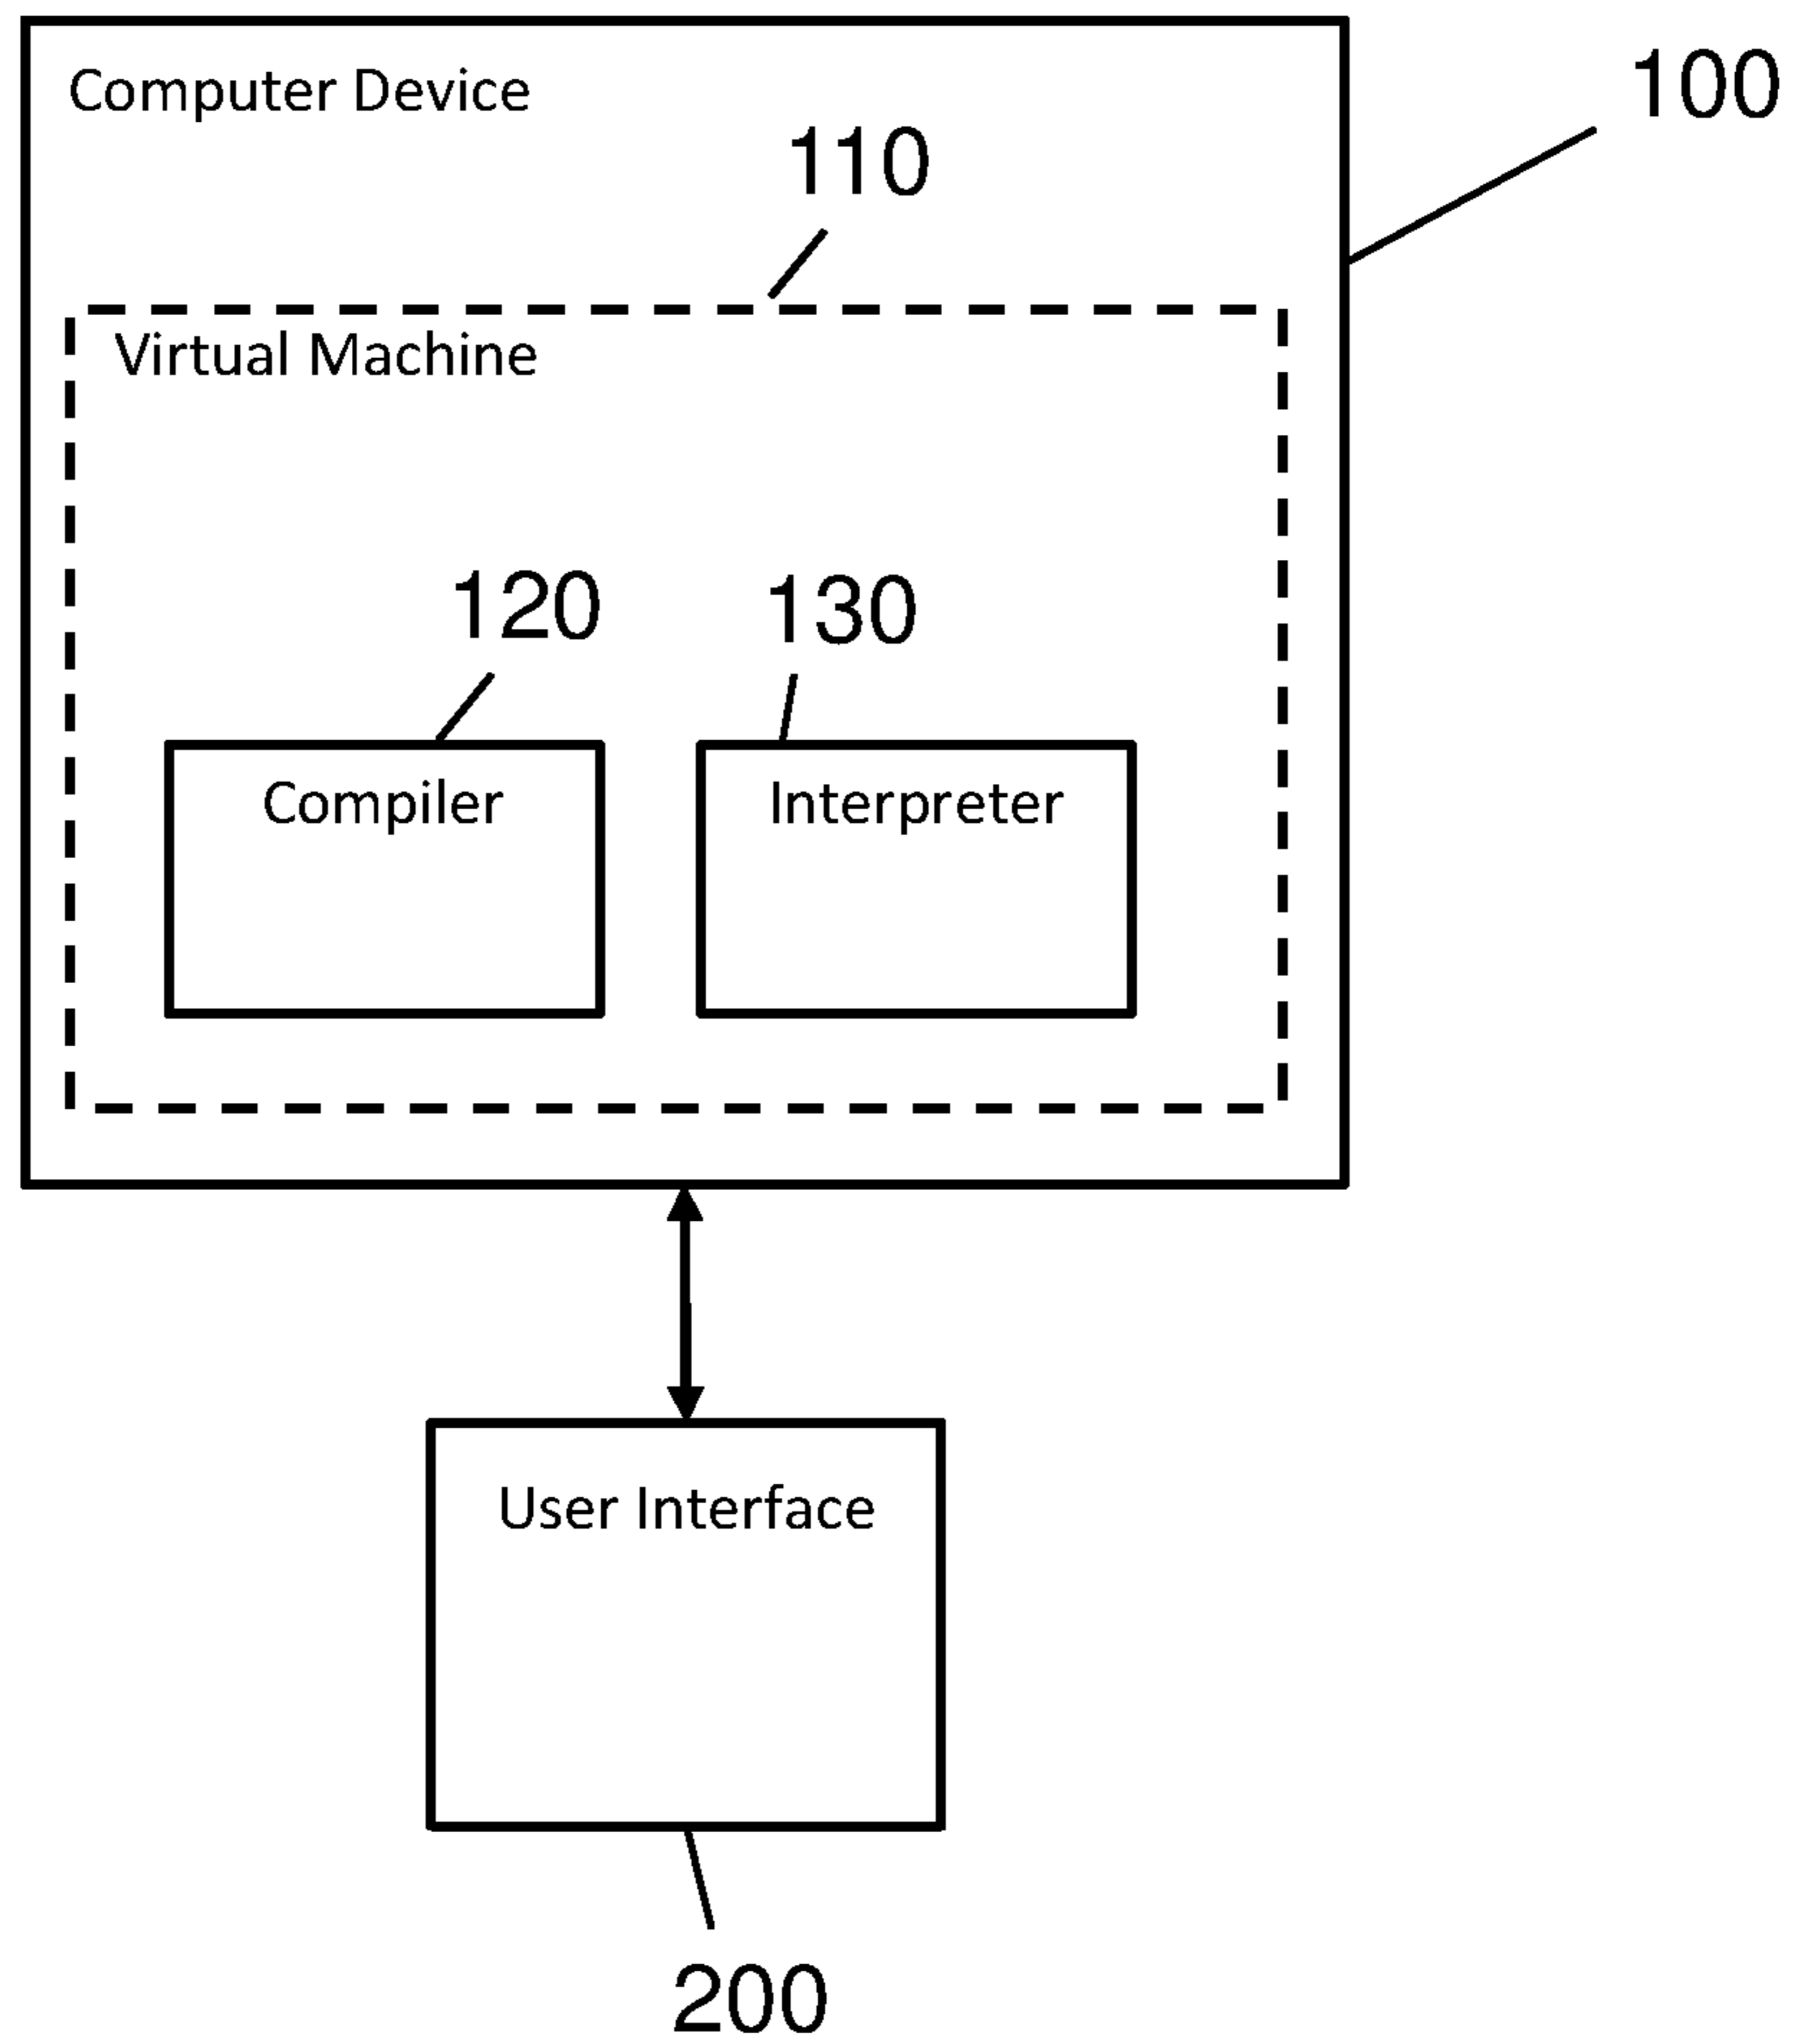 Computer Device
100
110
Virtual Machine
120
130
Compiler
Interpreter
User Interface
200